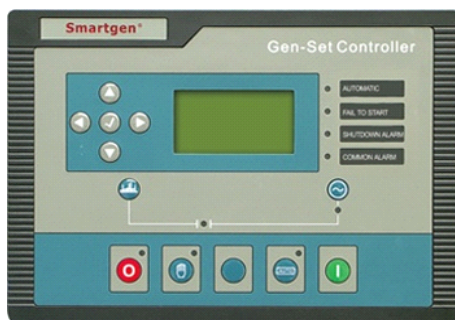 Smartgen®
Gen-Set Controller
AUTOMATIC
FAIL TO START
SHUTDOWN ALARM
COMMON ALARM